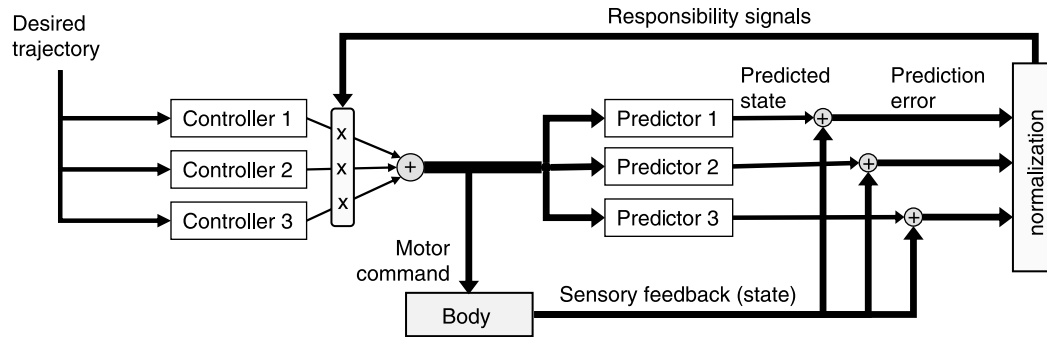 Responsibility signals
Desired
trajectory
Predicted
state
Prediction
error
Controller 1
Controller 2
Controller 3
x
x
x
+
Predictor 1
Predictor 2
Predictor 3
+
+
+
normalization
Motor
command
Body
Sensory feedback (state)